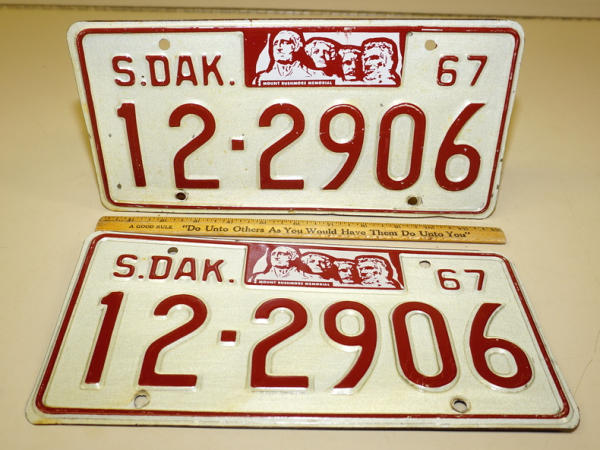 S.DAK. 67
MOUNT RUSHMORE MEMORIAL
12-2906
A GOOD RULE "Do Unto Others As You Would Have Them Do Unto You"
S.DAK. 67
MOUNT RUSHMORE MEMORIAL
12-2906